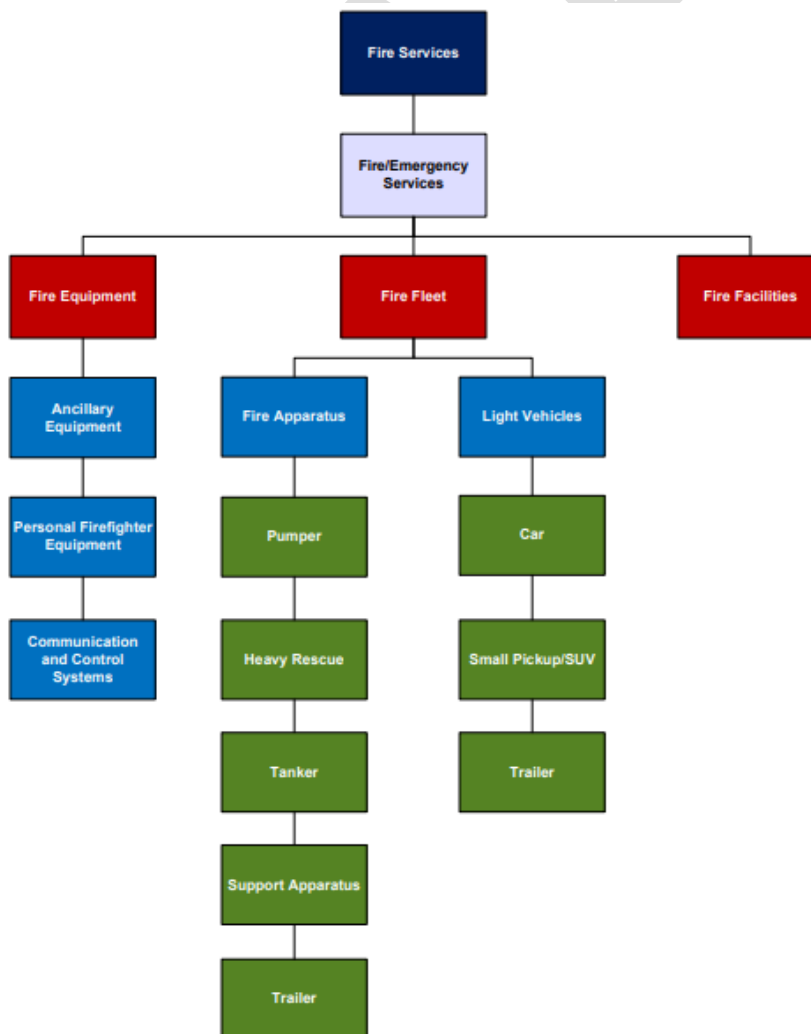 Fire Services
Fire/Emergency
Services
Fire Equipment
Fire Fleet
Fire Facilities
Ancillary
Equipment
Fire Apparatus
Light Vehicles
Personal Firefighter
Equipment
Pumper
Car
Communication
and Control
Systems
Heavy Rescue
Small Pickup/SUV
Tanker
Trailer
Support Apparatus
Trailer